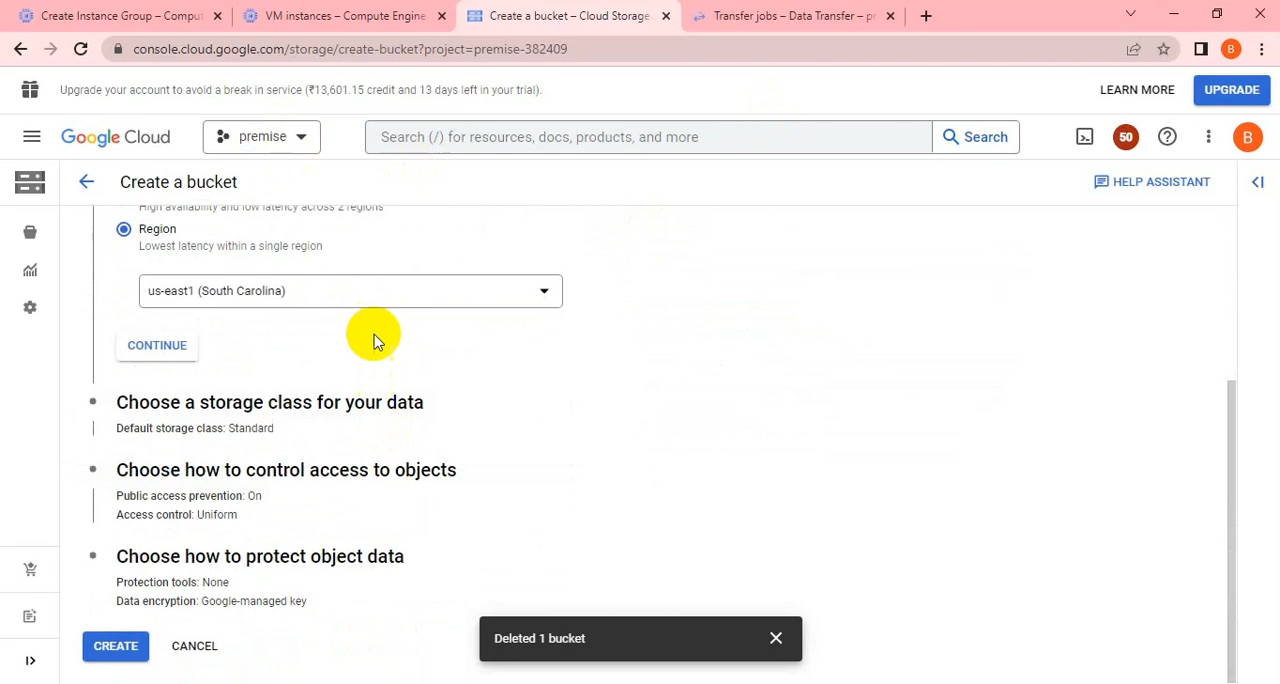 Create Instance Group – Comput
VM instances – Compute Engine
Create a bucket – Cloud Storage
Transfer jobs – Data Transfer – pr
console.cloud.google.com/storage/create-bucket?project=premise-382409
B
Upgrade your account to avoid a break in service (₹13,601.15 credit and 13 days left in your trial).
LEARN MORE
UPGRADE
Google Cloud
premise
Search (/) for resources, docs, products, and more
Search
50
B
Create a bucket
HELP ASSISTANT
High availability and low latency across 2 regions
Region
Lowest latency within a single region
us-east1 (South Carolina)
CONTINUE
Choose a storage class for your data
Default storage class: Standard
Choose how to control access to objects
Public access prevention: On
Access control: Uniform
Choose how to protect object data
Protection tools: None
Data encryption: Google-managed key
CREATE
CANCEL
Deleted 1 bucket